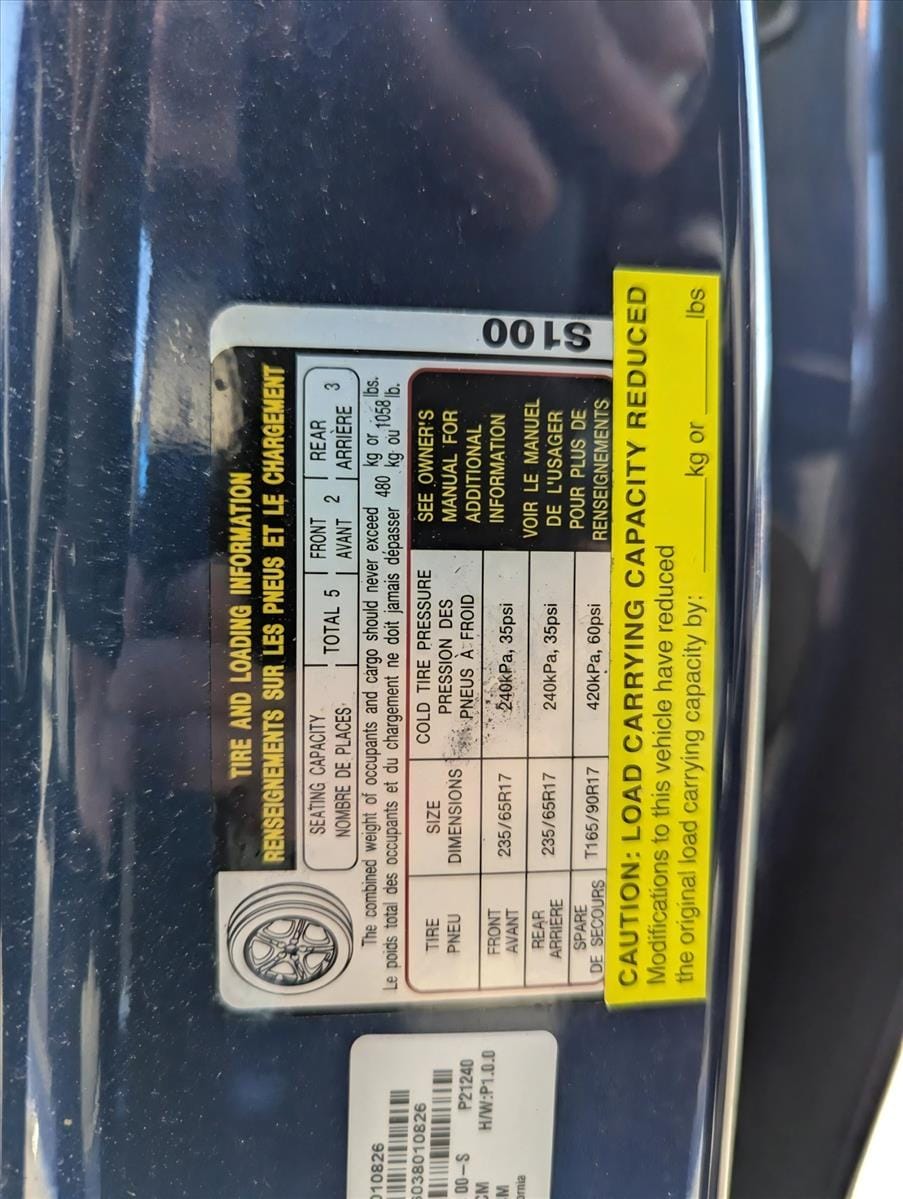 TIRE AND LOADING INFORMATION
RENSEIGNEMENTS SUR LES PNEUS ET LE CHARGEMENT
SEATING CAPACITY
NOMBRE DE PLACES
TOTAL 5
FRONT
AVANT 2
REAR
ARRIÈRE 3
The combined weight of occupants and cargo should never exceed 480 kg or 1058 lbs.
Le poids total des occupants et du chargement ne doit jamais dépasser kg ou lb.
TIRE
PNEU
SIZE
DIMENSIONS
COLD TIRE PRESSURE
PRESSION DES
PNEUS À FROID
FRONT
AVANT
235/65R17
240kPa, 35psi
REAR
ARRIÈRE
235/65R17
240kPa, 35psi
SPARE
DE SECOURS
T165/90R17
420kPa, 60psi
SEE OWNER'S
MANUAL FOR
ADDITIONAL
INFORMATION
VOIR LE MANUEL
DE L'USAGER
POUR PLUS DE
RENSEIGNEMENTS
S100
CAUTION: LOAD CARRYING CAPACITY REDUCED
Modifications to this vehicle have reduced
the original load carrying capacity by: ______ kg or ______ lbs
010826
6038010826
00-S P21240
CM H/W:P1.0.0
M